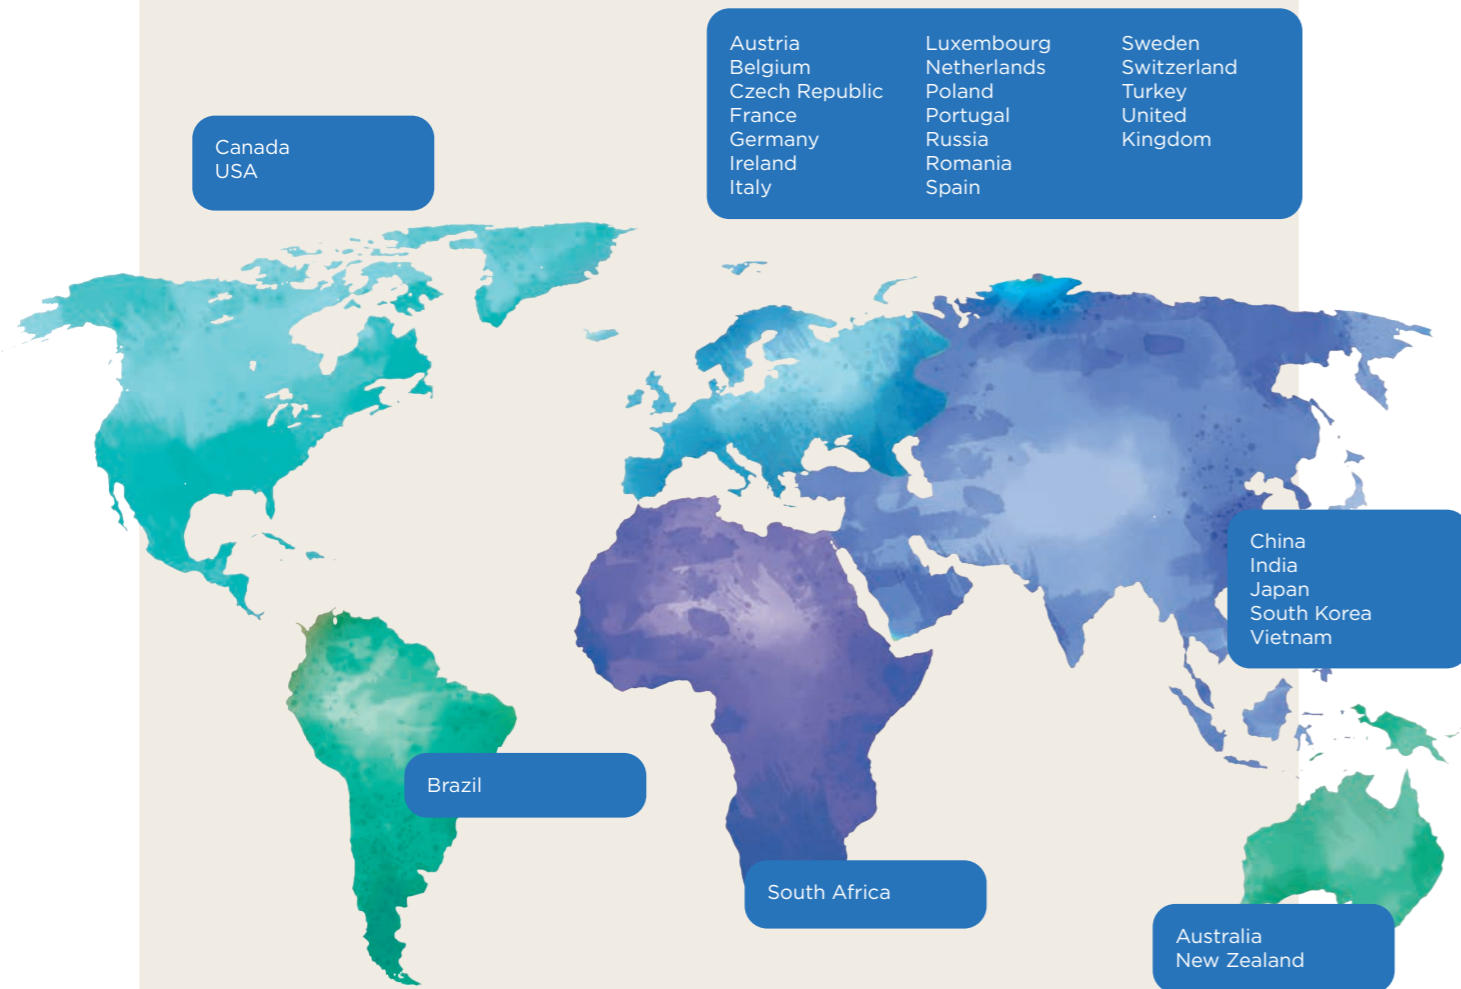 Austria
Belgium
Czech Republic
France
Germany
Ireland
Italy
Luxembourg
Netherlands
Poland
Portugal
Russia
Romania
Spain
Sweden
Switzerland
Turkey
United
Kingdom
Canada
USA
China
India
Japan
South Korea
Vietnam
Brazil
South Africa
Australia
New Zealand